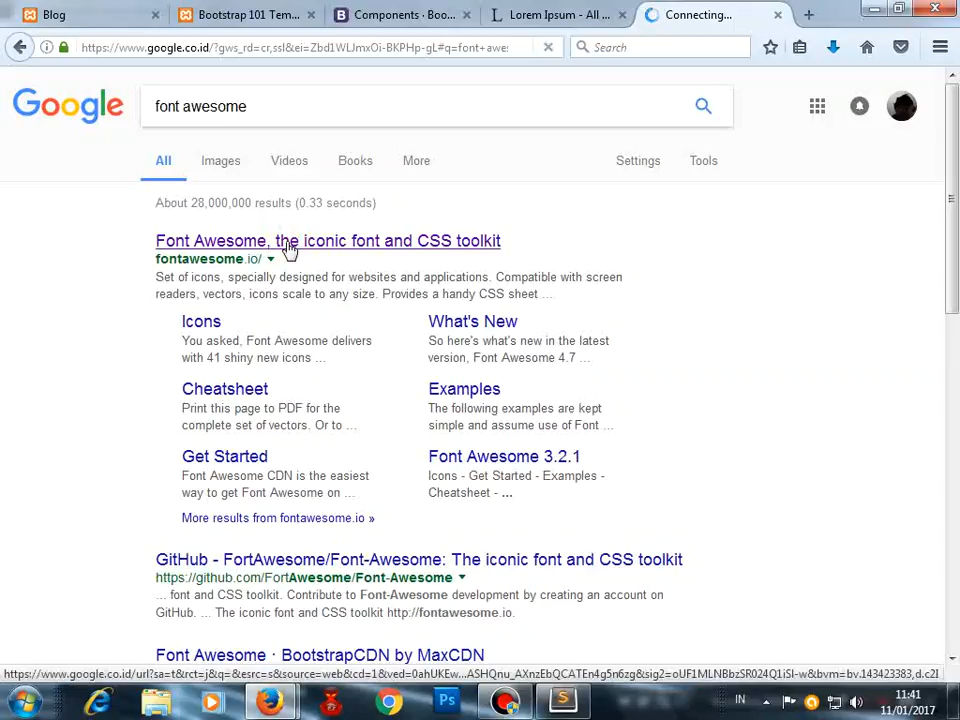 Blog
Bootstrap 101 Tem...
Components · Boo...
Lorem Ipsum - All ...
Connecting...
https://www.google.co.id/?gws_rd=cr,ssl&ei=Zbd1WLJmxOi-BKPHp-gL#q=font+awe
Search
Google
font awesome
All
Images
Videos
Books
More
Settings
Tools
About 28,000,000 results (0.33 seconds)
Font Awesome, the iconic font and CSS toolkit
fontawesome.io/
Set of icons, specially designed for websites and applications. Compatible with screen
readers, vectors, icons scale to any size. Provides a handy CSS sheet ...
Icons
You asked, Font Awesome delivers
with 41 shiny new icons ...
What's New
So here's what's new in the latest
version, Font Awesome 4.7 ...
Cheatsheet
Print this page to PDF for the
complete set of vectors. Or to ...
Examples
The following examples are kept
simple and assume use of Font ...
Get Started
Font Awesome CDN is the easiest
way to get Font Awesome on ...
Font Awesome 3.2.1
Icons - Get Started - Examples -
Cheatsheet - ...
More results from fontawesome.io »
GitHub - FortAwesome/Font-Awesome: The iconic font and CSS toolkit
https://github.com/FortAwesome/Font-Awesome
... font and CSS toolkit. Contribute to Font-Awesome development by creating an account on
GitHub. ... The iconic font and CSS toolkit http://fontawesome.io.
Font Awesome · BootstrapCDN by MaxCDN
https://www.google.co.id/url?sa=t&rct=j&q=&esrc=s&source=web&cd=1&ved=0ahUKEw...ASHQnu_AXnzEbQCATEn4g5n6zg&sig2=oUF1MLNBbzSR024Q1iSI-w&bvm=bv.143423383,d.c2I
Ps
IN
11:41
11/01/2017